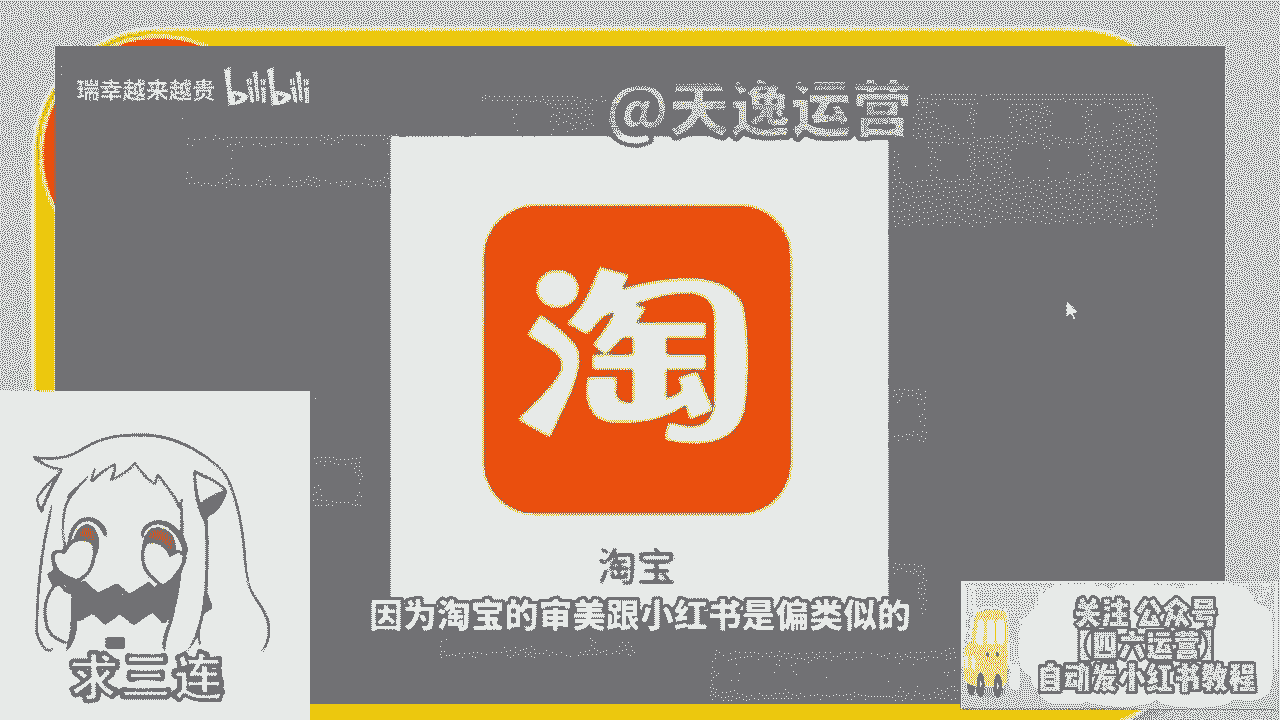 瑞幸越来越贵 bilibili
@天逸运营
淘
淘宝
因为淘宝的审美跟小红书是偏类似的
求三连
关注 公众号
(四六运营)
自动发小红书教程